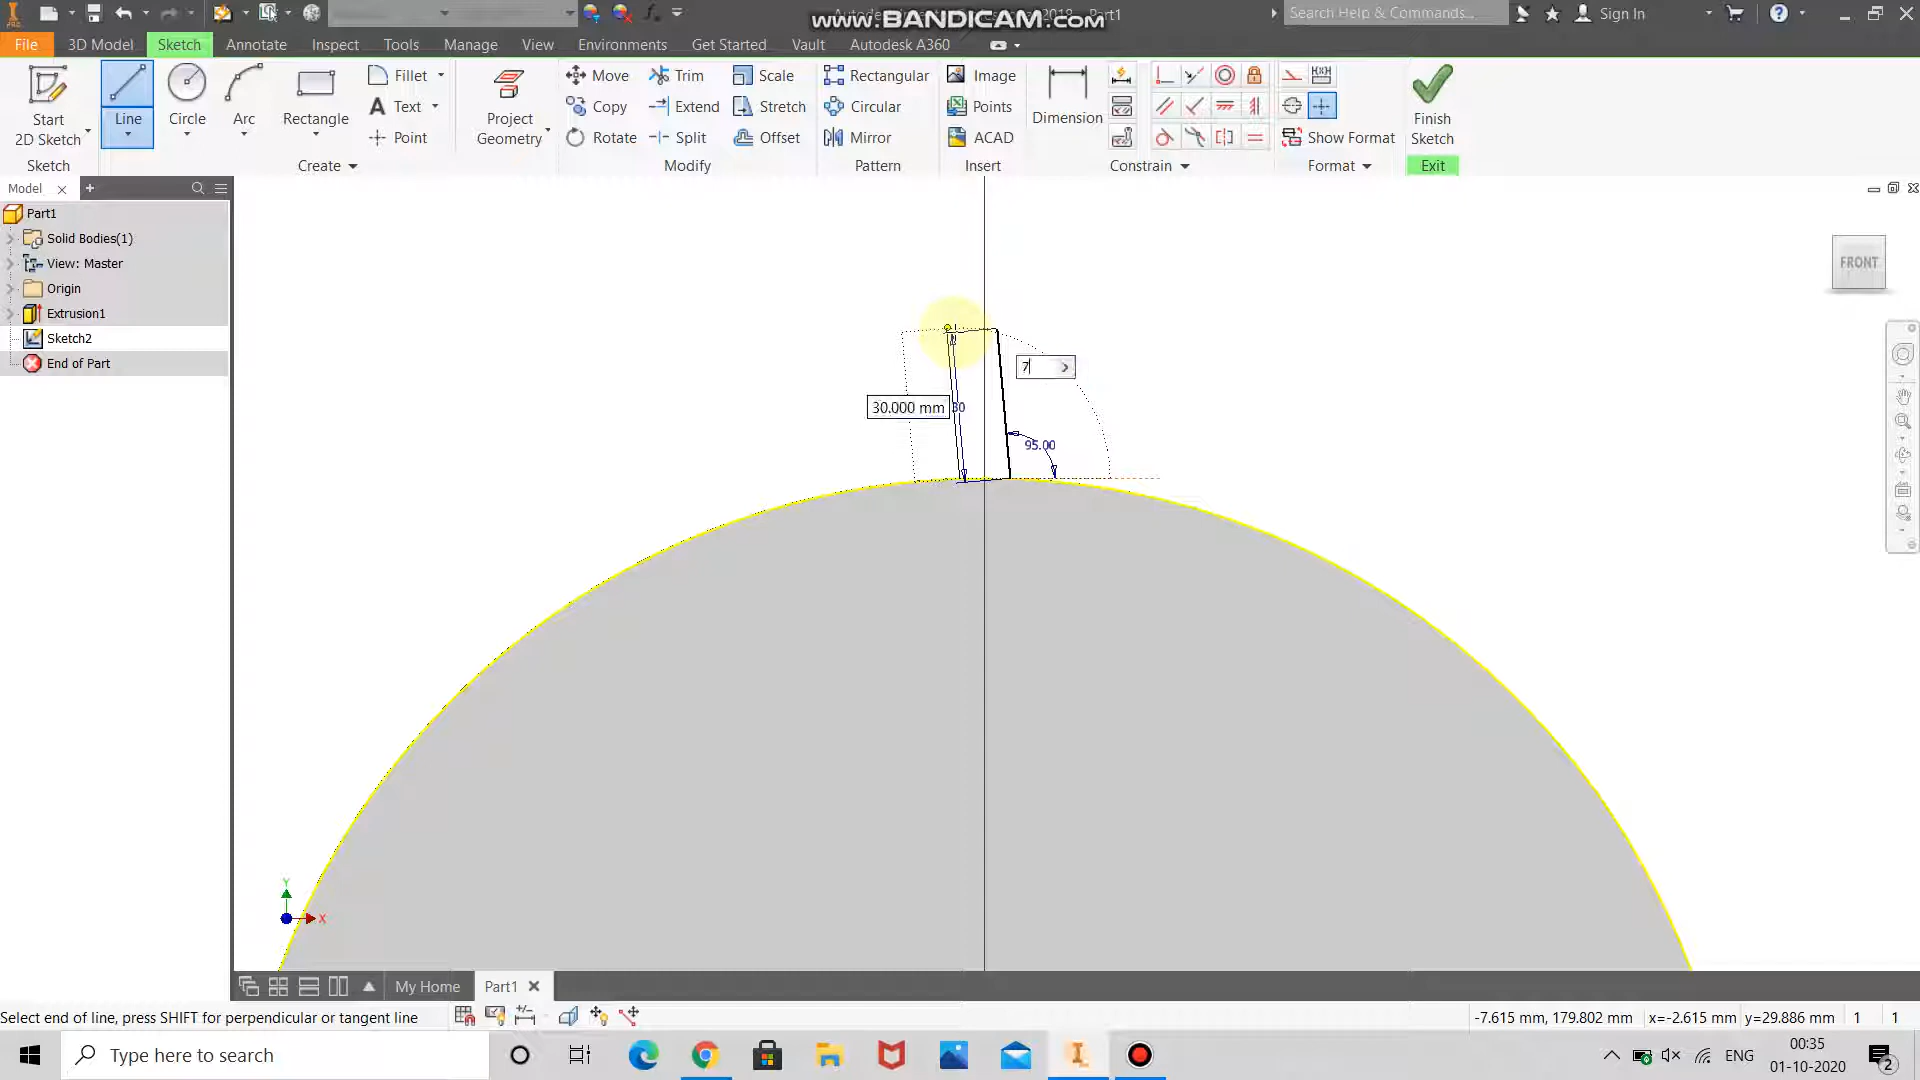 www.BANDICAM.com
Part1
Search Help & Commands...
Sign In
File
3D Model
Sketch
Annotate
Inspect
Tools
Manage
View
Environments
Get Started
Vault
Autodesk A360
Start
2D Sketch
Line
Circle
Arc
Rectangle
Fillet
Text
Point
Project
Geometry
Move
Copy
Rotate
Trim
Extend
Split
Scale
Stretch
Offset
Rectangular
Circular
Mirror
Image
Points
ACAD
Dimension
Show Format
Finish
Sketch
Sketch
Create
Modify
Pattern
Insert
Constrain
Format
Exit
Model
Part1
Solid Bodies(1)
View: Master
Origin
Extrusion1
Sketch2
End of Part
FRONT
7
30.000 mm
30
95.00
Y
X
My Home
Part1
Select end of line, press SHIFT for perpendicular or tangent line
-7.615 mm, 179.802 mm
x=-2.615 mm
y=29.886 mm
1
1
Type here to search
ENG
00:35
01-10-2020
2